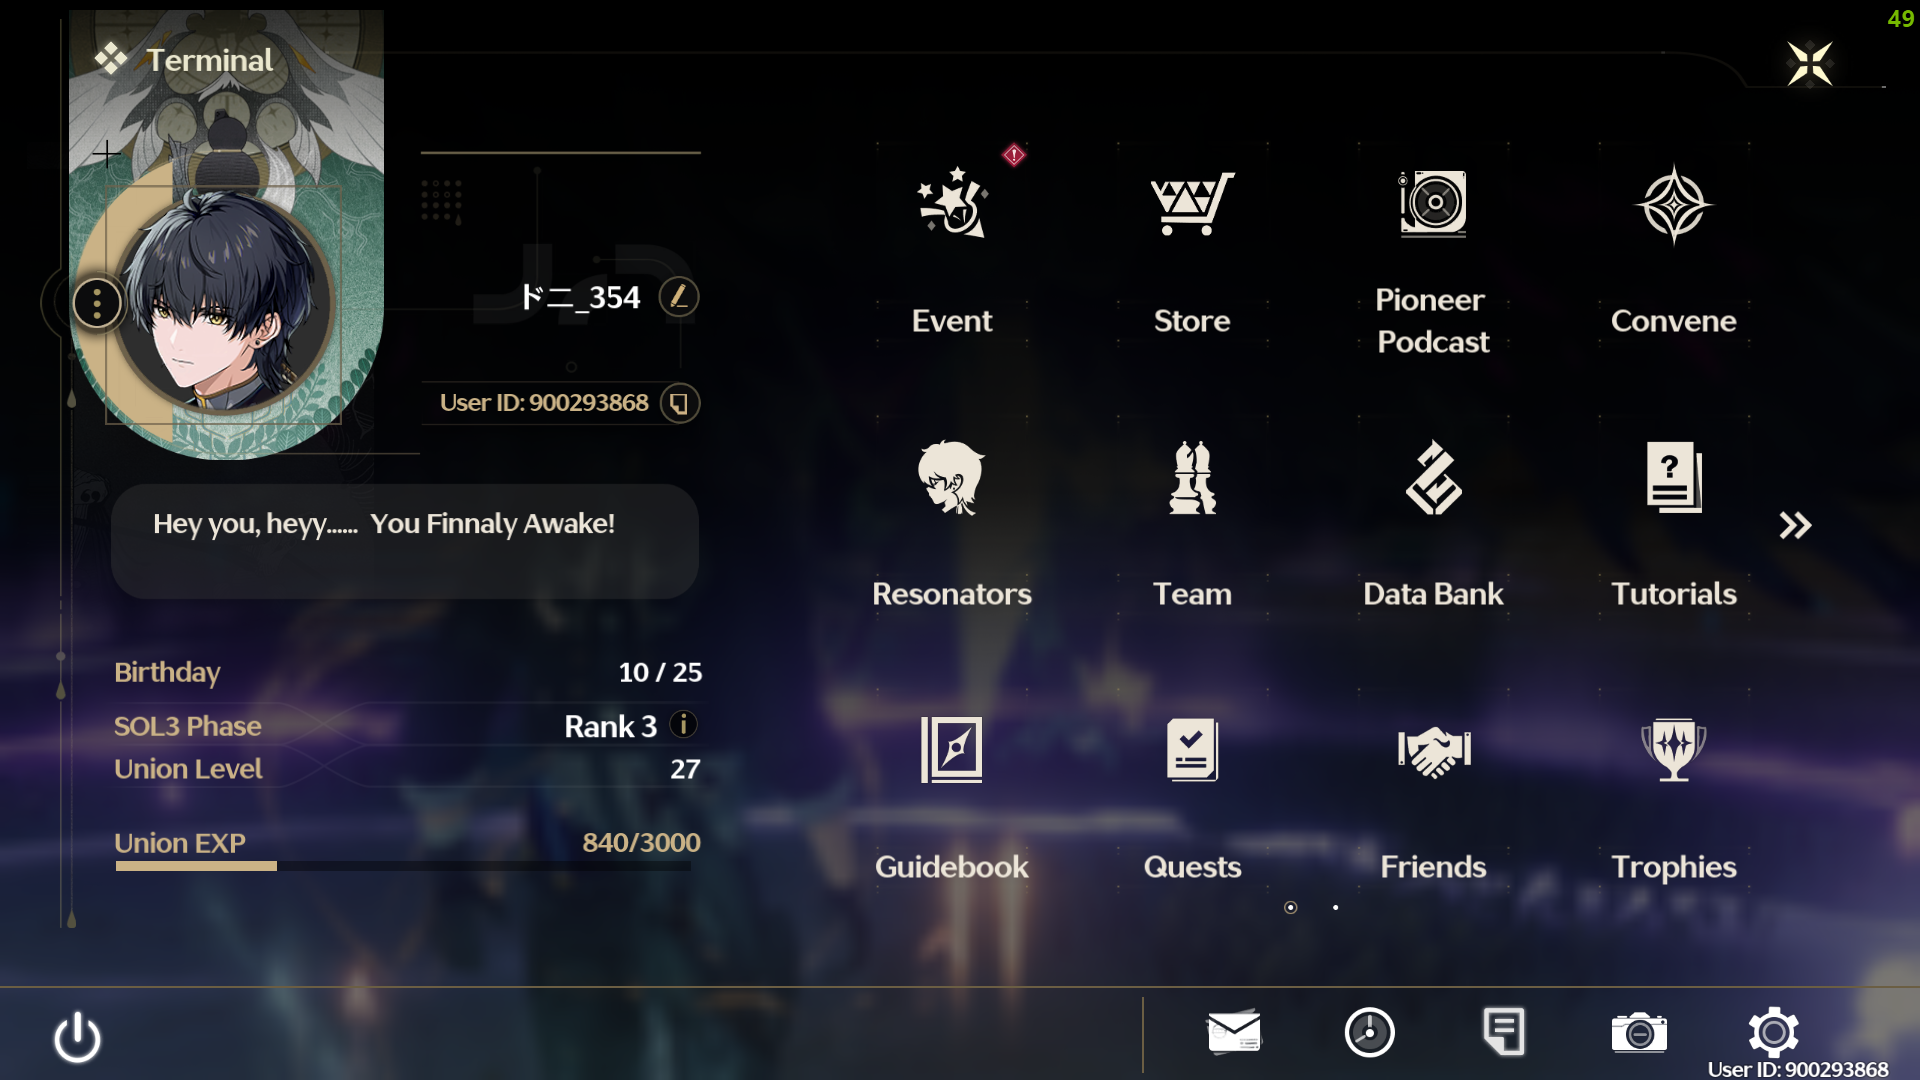 49
Terminal
ドニ_354
User ID: 900293868
Hey you, heyy...... You Finnaly Awake!
Birthday
10 / 25
SOL3 Phase
Rank 3
Union Level
27
Union EXP
840/3000
Event
Store
Pioneer
Podcast
Convene
Resonators
Team
Data Bank
Tutorials
Guidebook
Quests
Friends
Trophies
User ID: 900293868